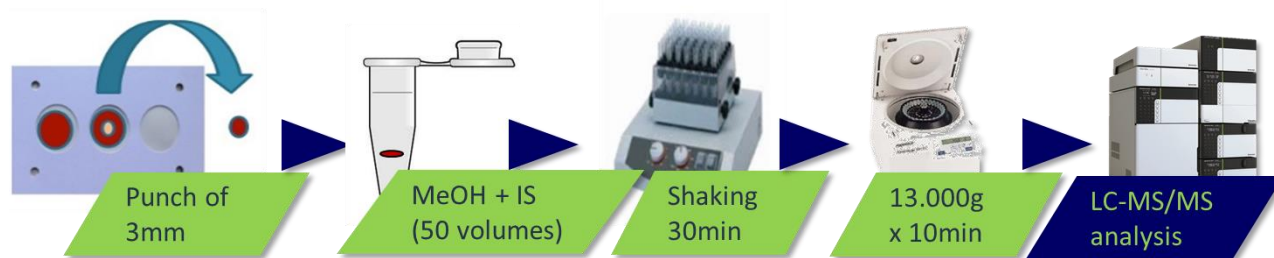 Punch of
3mm
MeOH + IS
(50 volumes)
Shaking
30min
13.000g
x 10min
LC-MS/MS
analysis